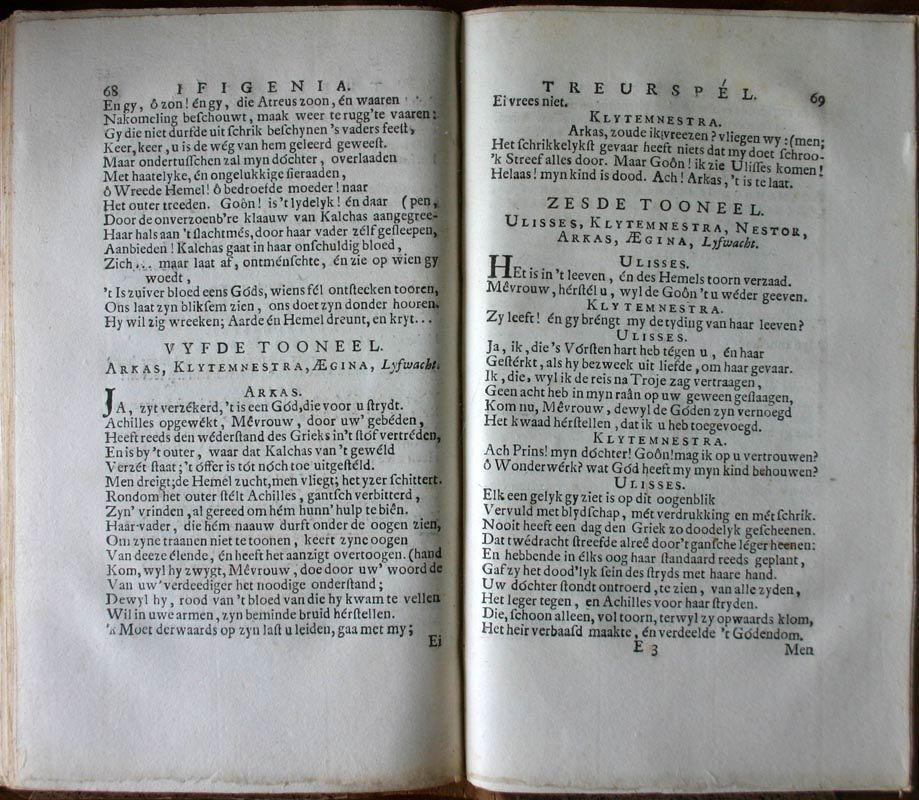 68 IFIGENIA.
En gy, ô zon! én gy, die Atreus zoon, én waaren
Nakomeling beſchouwt, maak weer te rugg'te vaaren:
Gy die niet durfde uit ſchrik beſchynen 's vaders feeſt,
Keer, keer, u is de wég van hem geleerd geweeſt.
Maar ondertuſſchen zal myn dóchter, overlaaden
Met haatelyke, én ongelukkige ſieraaden,
ô Wreede Hemel! ô bedroefde moeder! naar
Het outer treeden. Goôn! is 't lydelyk! én daar (pen,
Door de onverzoenb're klaauw van Kalchas aangegree-
Haar hals aan 't ſlachtmés, door haar vader zélf geſleepen,
Aanbieden! Kalchas gaat in haar onſchuldig bloed,
Zich... maar laat af, ontménſchte, én zie op wien gy
woedt,
't Is zuiver bloed eens Góds, wiens fél ontſteeken tooren,
Ons laat zyn blikſem zien, ons doet zyn donder hooren.
Hy wil zig wreeken; Aarde én Hemel dreunt, en kryt...
VYFDE TOONEEL.
ARKAS, KLYTEMNESTRA, ÆGINA, Lyfwacht.
ARKAS.
JA, zyt verzékerd, 't is een Gód, die voor u ſtrydt.
Achilles opgewékt, Mêvrouw, door uw' gebéden,
Heeft reeds den wéderſtand des Grieks in't ſtóf vertréden,
En is by 't outer, waar dat Kalchas van 't gewéld
Verzét ſtaat; 't óffer is tót nóch toe uitgeſtéld.
Men dreigt; de Hemel zucht, men vliegt; het yzer ſchittert.
Rondom het outer ſtélt Achilles, gantſch verbitterd,
Zyn' vrinden, al gereed om hém hunn' hulp te biên.
Haar vader, die hém naauw durft onder de oogen zien,
Om zyne traanen niet te toonen, keert zyne oogen
Van deeze élende, én heeft het aanzigt overtoogen. (hand
Kom, wyl hy zwygt, Mêvrouw, doe door uw' woord de
Van uw' verdeediger het noodige onderſtand;
Dewyl hy, rood van 't bloed van die hy kwam te vellen
Wil in uwe armen, zyn beminde bruid hérſtellen.
'k Moet derwaards op zyn laſt u leiden, gaa met my;
Ei
TREURSPÉL. 69
Ei vrees niet.
KLYTEMNESTRA.
Arkas, zoude ik vreezen? vliegen wy: (men;
Het ſchrikkelykſt gevaar heeft niets dat my doet ſchroo-
'k Streef alles door. Maar Goôn! ik zie Uliſſes komen!
Helaas! myn kind is dood. Ach! Arkas, 't is te laat.
ZESDE TOONEEL.
ULISSES, KLYTEMNESTRA, NESTOR,
ARKAS, ÆGINA, Lyfwacht.
ULISSES.
HEt is in 't leeven, én des Hemels toorn verzaad.
Mêvrouw, hérſtél u, wyl de Goôn 't u wéder geeven.
KLYTEMNESTRA.
Zy leeft! én gy bréngt my de tyding van haar leeven?
ULISSES.
Ja, ik, die 's Vórſten hart heb tégen u, én haar
Geſtérkt, als hy bezweek uit liefde, om haar gevaar.
Ik, die, wyl ik de reis na Troje zag vertraagen,
Geen acht heb in myn raân op uw geween geſlaagen,
Kom nu, Mêvrouw, dewyl de Góden zyn vernoegd
Het kwaad hérſtellen, dat ik u heb toegevoegd.
KLYTEMNESTRA.
Ach Prins! myn dóchter! Goôn! mag ik op u vertrouwen?
ô Wonderwérk? wat Gód heeft my myn kind behouwen?
ULISSES.
Elk een gelyk gy ziet is op dit oogenblik
Vervuld met blydſchap, mét verdrukking en mét ſchrik.
Nooit heeft een dag den Griek zo doodelyk geſcheenen.
Dat twédracht ſtreefde alreê door't ganſche léger heenen:
En hebbende in élks oog haar ſtandaard reeds geplant,
Gaf zy het dood'lyk ſein des ſtryds met haare hand.
Uw dóchter ſtondt ontroerd, te zien, van alle zyden,
Het leger tegen, en Achilles voor haar ſtryden.
Die, ſchoon alleen, vol toorn, terwyl zy opwaards klom,
Het heir verbaaſd maakte, én verdeelde 't Gódendom.
E 3 Men